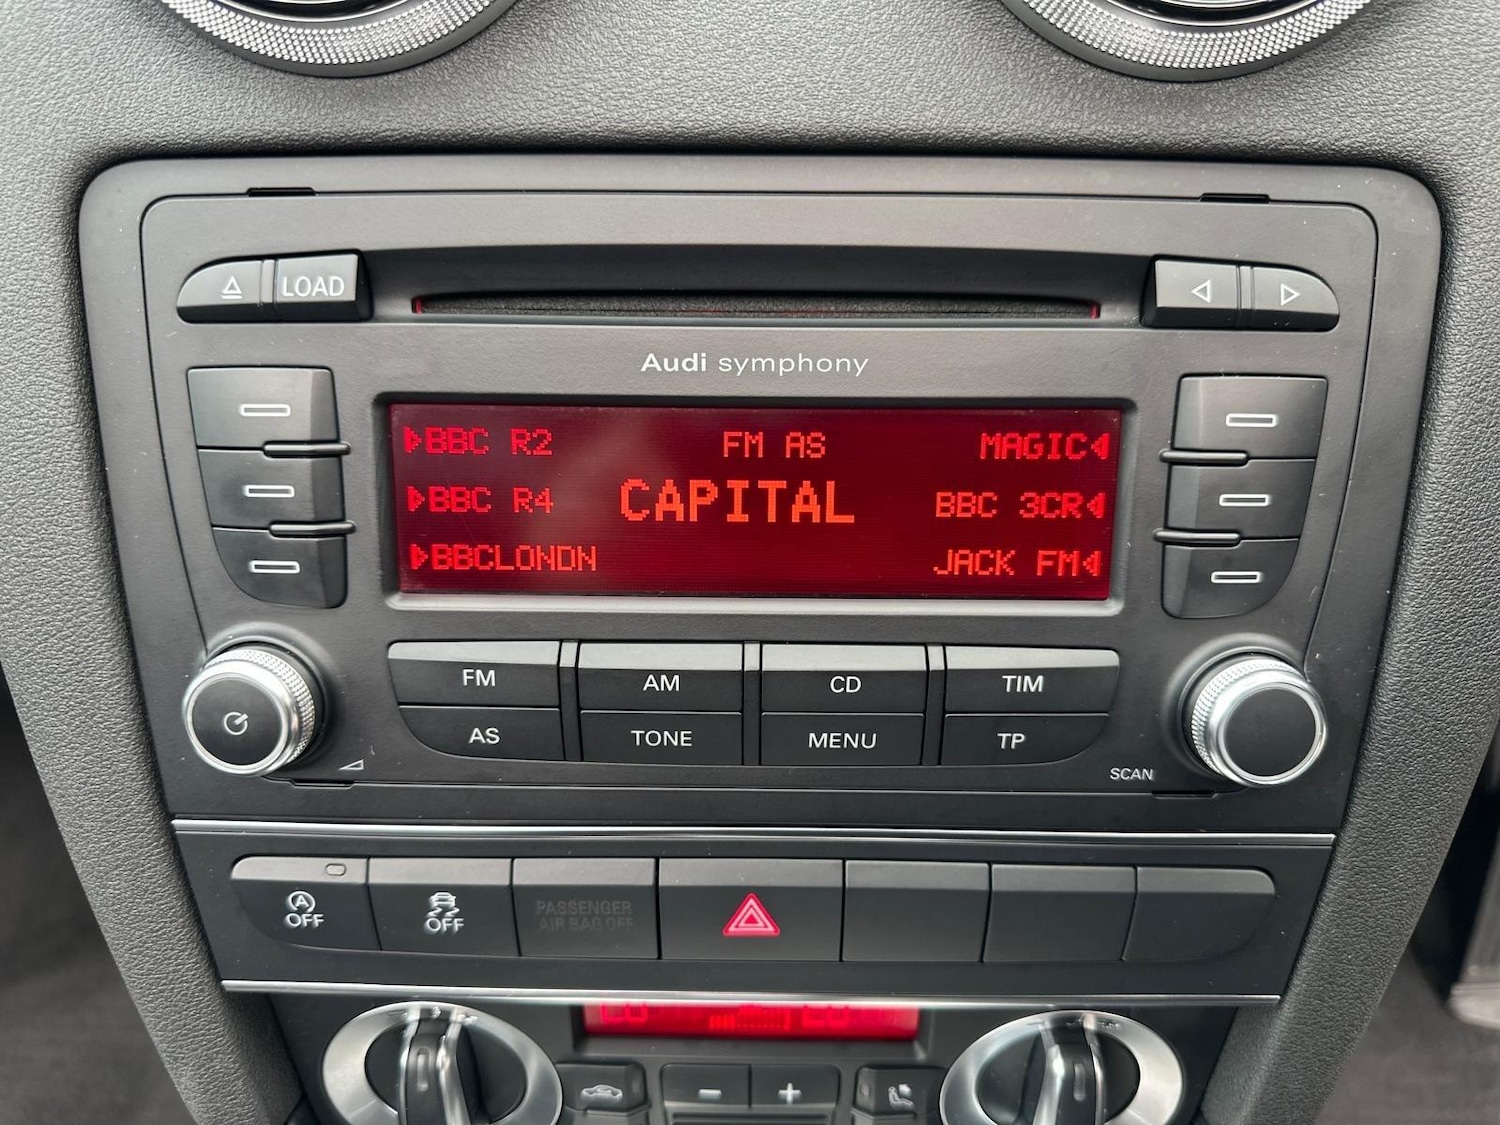 LOAD
Audi symphony
BBC R2 FM AS MAGIC
BBC R4 CAPITAL BBC 3CR
BBCLONDN JACK FM
FM AM CD TIM
AS TONE MENU TP
SCAN
A
OFF OFF PASSENGER
AIR BAG OFF